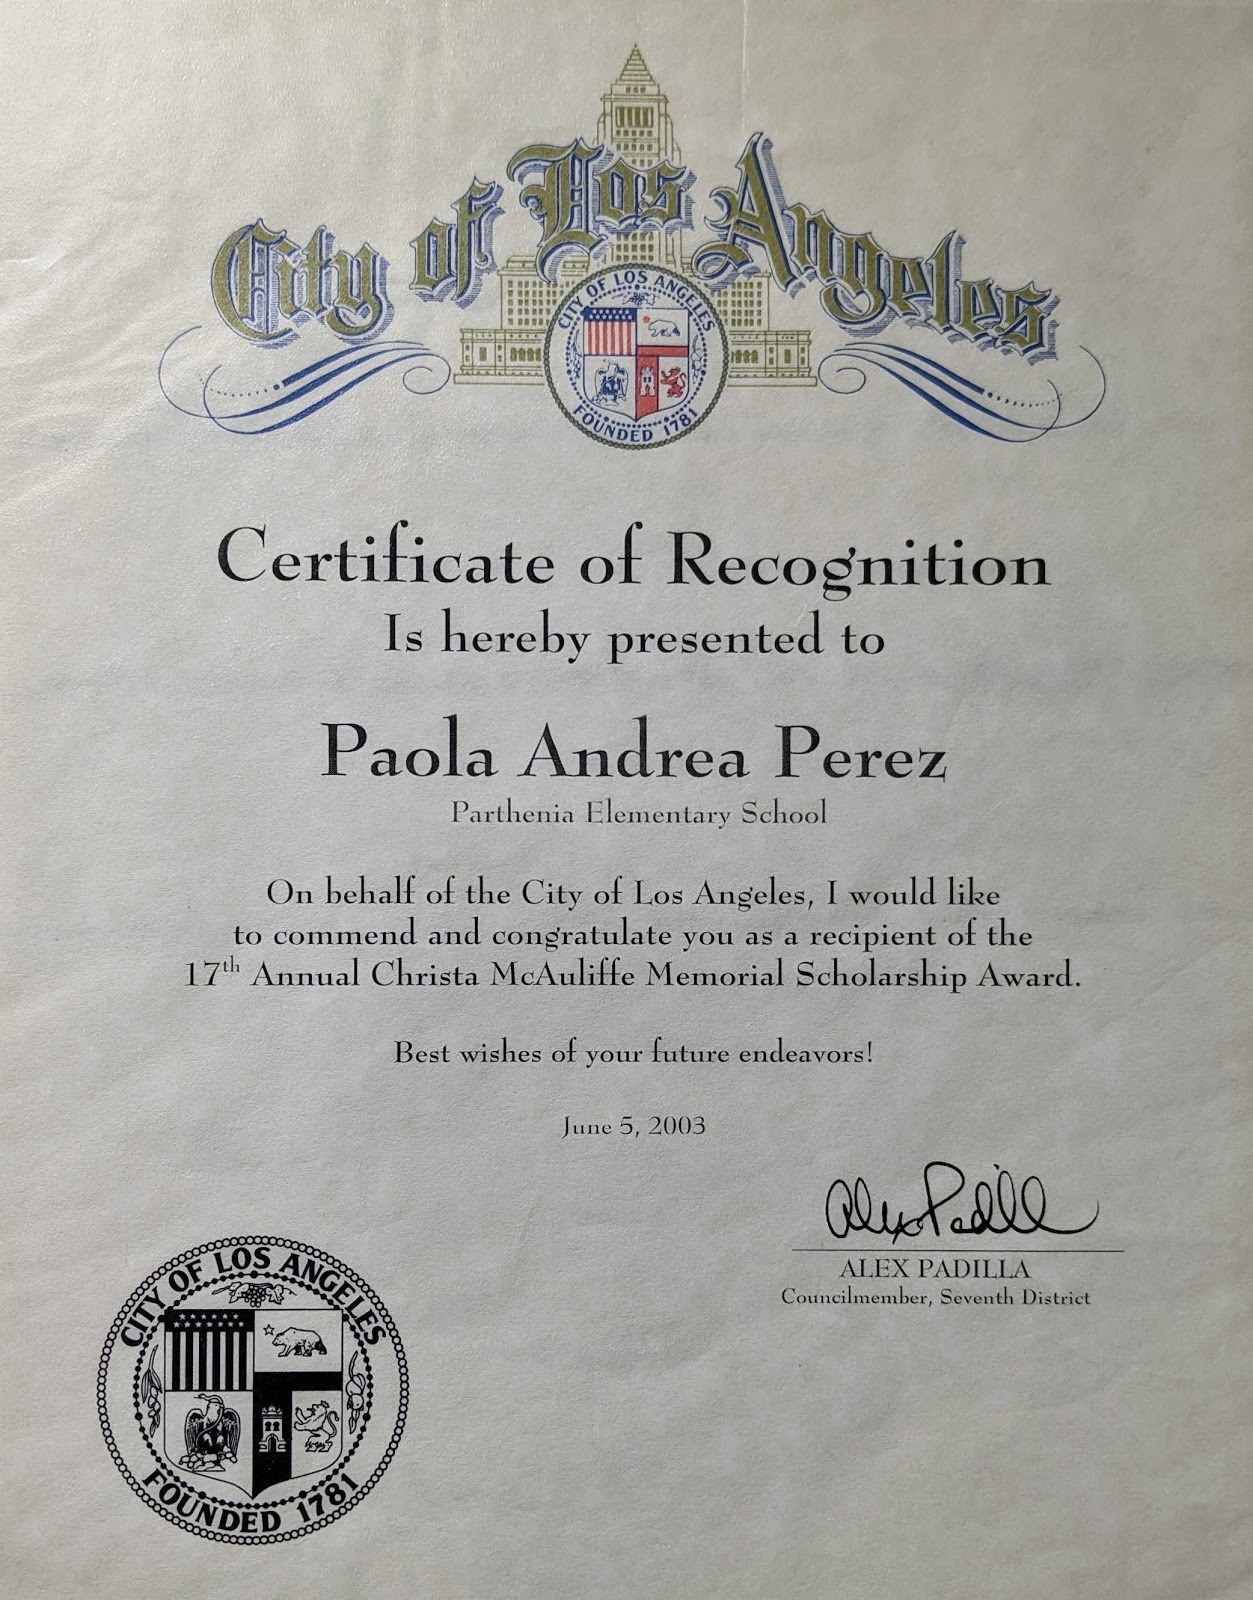 City of Los Angeles
CITY OF LOS ANGELES
FOUNDED 1781
Certificate of Recognition
Is hereby presented to
Paola Andrea Perez
Parthenia Elementary School
On behalf of the City of Los Angeles, I would like
to commend and congratulate you as a recipient of the
17th Annual Christa McAuliffe Memorial Scholarship Award.
Best wishes of your future endeavors!
June 5, 2003
Alex Padilla
ALEX PADILLA
Councilmember, Seventh District
CITY OF LOS ANGELES
FOUNDED 1781